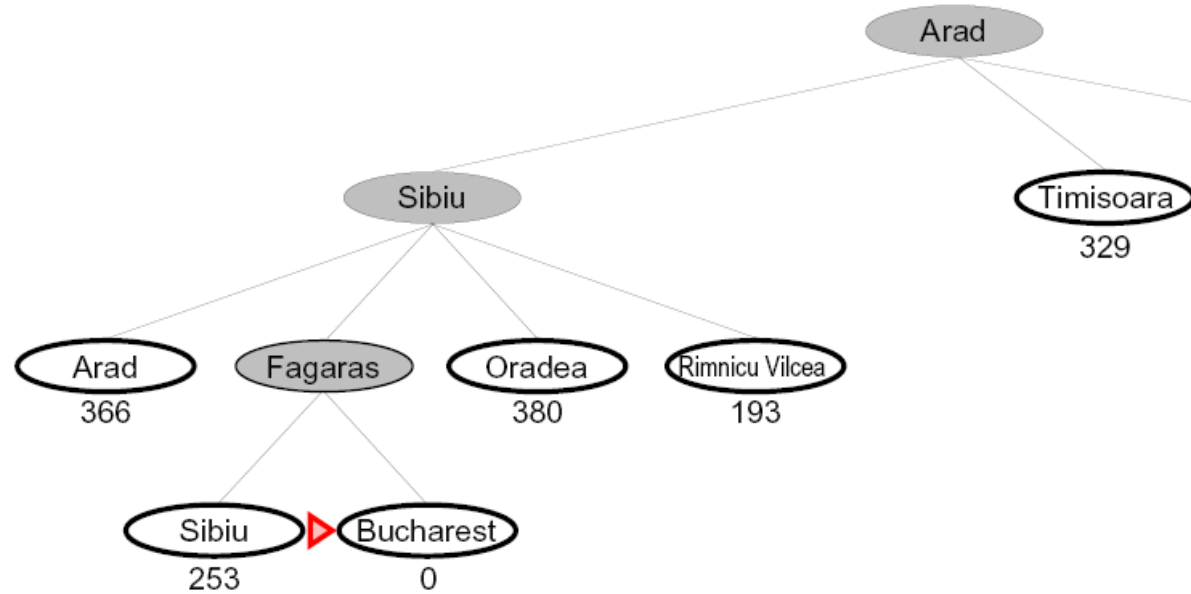 Arad
Sibiu
Timisoara
329
Arad
Fagaras
Oradea
Rimnicu Vilcea
366
380
193
Sibiu
Bucharest
253
0